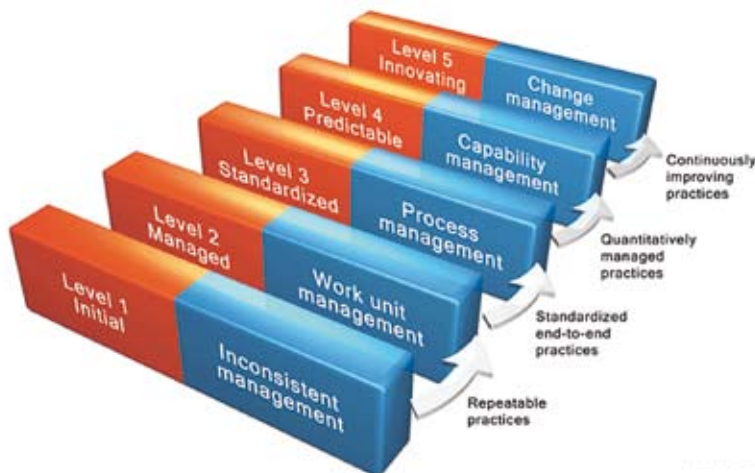 Level 5
Innovating
Change
management
Level 4
Predictable
Capability
management
Continuously
improving
practices
Level 3
Standardized
Process
management
Quantitatively
managed
practices
Level 2
Managed
Work unit
management
Standardized
end-to-end
practices
Level 1
Initial
Inconsistent
management
Repeatable
practices